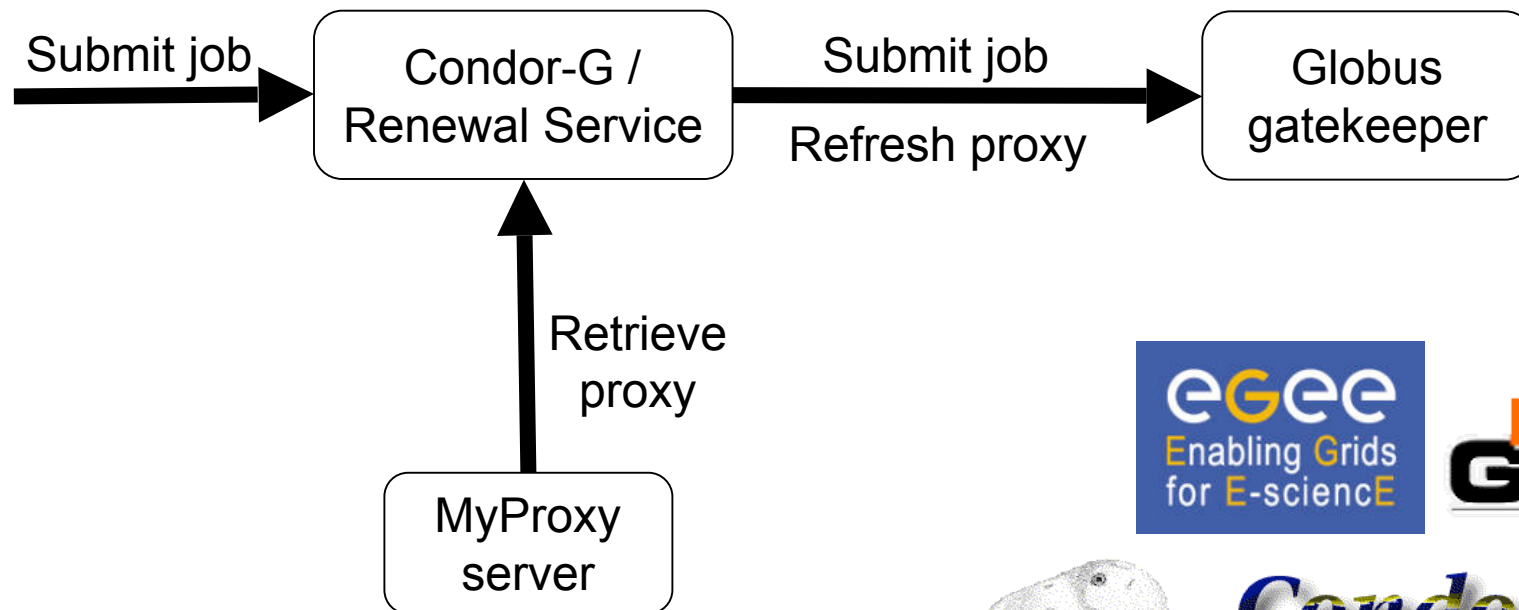 Submit job
Condor-G /
Renewal Service
Submit job
Refresh proxy
Globus
gatekeeper
Retrieve
proxy
MyProxy
server
eGee
Enabling Grids
for E-sciencE
G
Condo